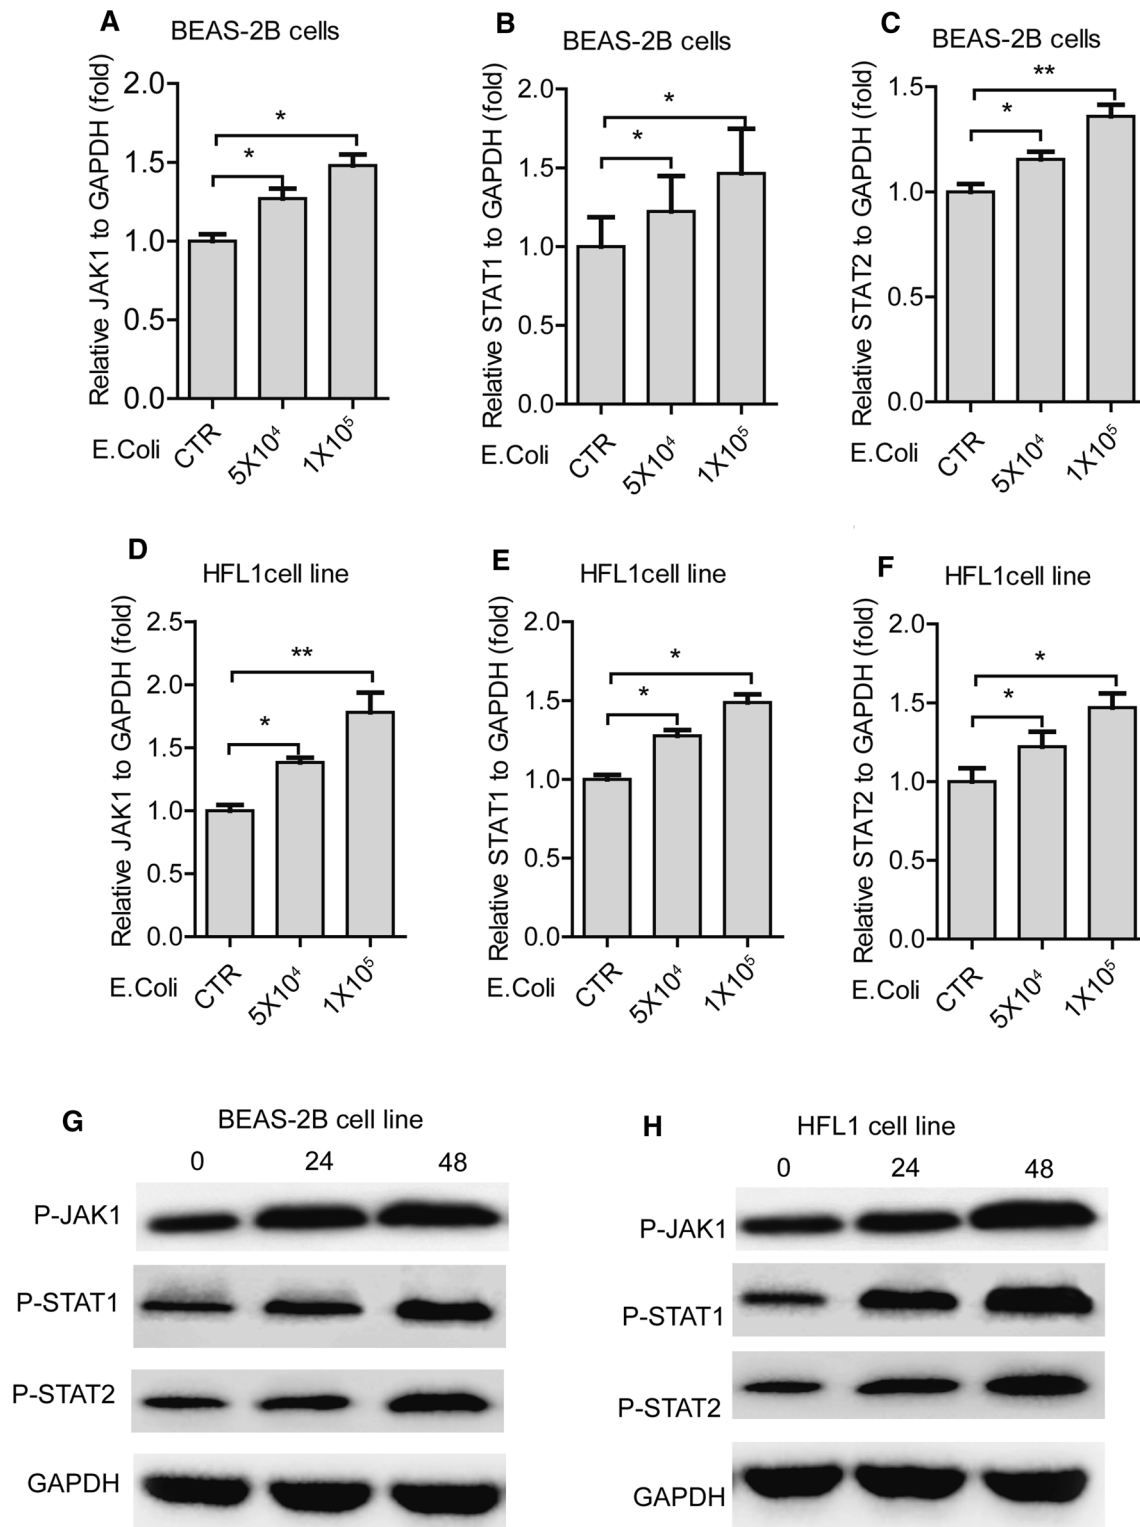 A
BEAS-2B cells
Relative JAK1 to GAPDH (fold)
2.0
1.5
1.0
0.5
0.0
*
*
E.Coli
CTR
5X10⁴
1X10⁵
B
BEAS-2B cells
Relative STAT1 to GAPDH (fold)
2.0
1.5
1.0
0.5
0.0
*
*
E.Coli
CTR
5X10⁴
1X10⁵
C
BEAS-2B cells
Relative STAT2 to GAPDH (fold)
1.5
1.0
0.5
0.0
**
*
E.Coli
CTR
5X10⁴
1X10⁵
D
HFL1cell line
Relative JAK1 to GAPDH (fold)
2.5
2.0
1.5
1.0
0.5
0.0
**
*
E.Coli
CTR
5X10⁴
1X10⁵
E
HFL1cell line
Relative STAT1 to GAPDH (fold)
2.0
1.5
1.0
0.5
0.0
*
*
E.Coli
CTR
5X10⁴
1X10⁵
F
HFL1cell line
Relative STAT2 to GAPDH (fold)
2.0
1.5
1.0
0.5
0.0
*
*
E.Coli
CTR
5X10⁴
1X10⁵
G
BEAS-2B cell line
0 24 48
P-JAK1
P-STAT1
P-STAT2
GAPDH
H
HFL1 cell line
0 24 48
P-JAK1
P-STAT1
P-STAT2
GAPDH